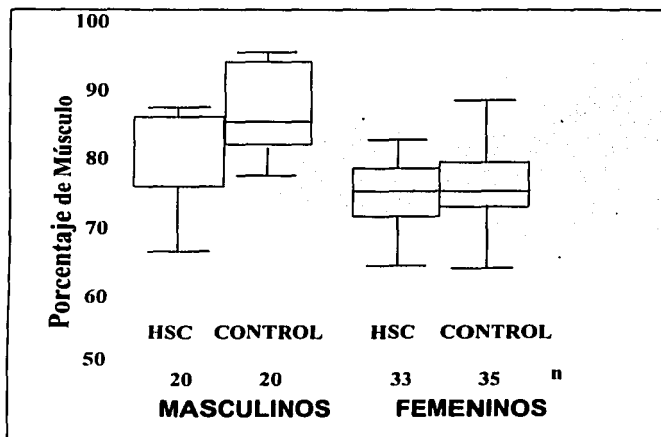 Porcentaje de Músculo
100
90
80
70
60
50
HSC CONTROL HSC CONTROL
20 20 33 35 n
MASCULINOS FEMENINOS